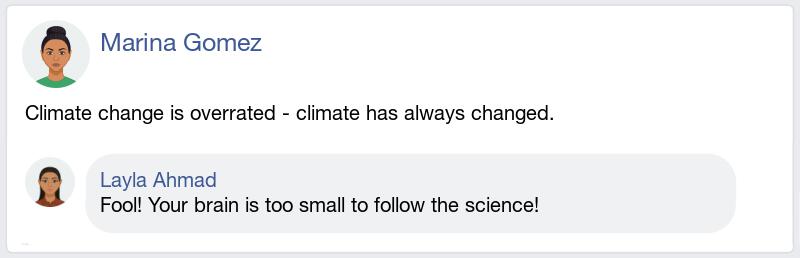 Marina Gomez
Climate change is overrated - climate has always changed.
Layla Ahmad
Fool! Your brain is too small to follow the science!